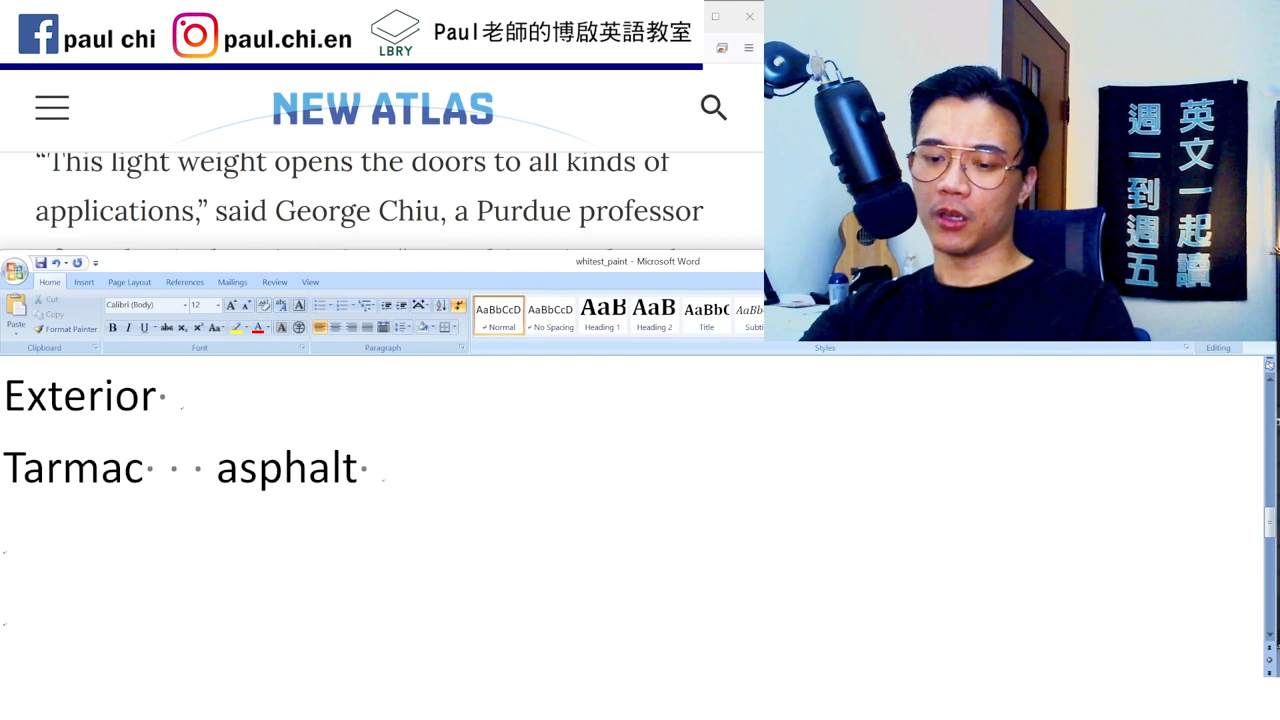 paul chi
paul.chi.en
LBRY
Paul老師的博啟英語教室
NEW ATLAS
“This light weight opens the doors to all kinds of
applications,” said George Chiu, a Purdue professor
whitest_paint - Microsoft Word
Home Insert Page Layout References Mailings Review View
Paste
Cut
Copy
Format Painter
Clipboard
Calibri (Body) 12
Font
Paragraph
AaBbCcD AaBbCcD AaB AaB AaBbC AaBb
Normal No Spacing Heading 1 Heading 2 Title Subti
Styles
Editing
Exterior
Tarmac asphalt
英文一起讀
週一到週五